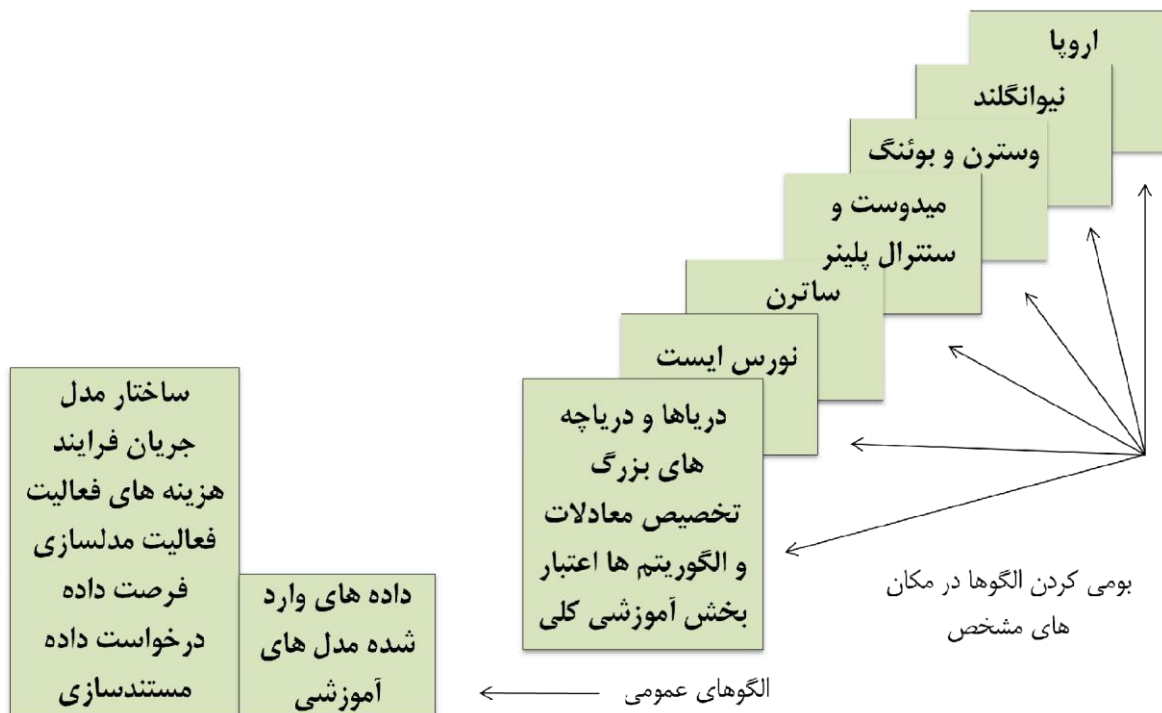 اروپا
نیوانگلند
وسترن و بوئنگ
میدوست و
سنترال پلینر
ساترن
نورس ایست
دریاها و دریاچه
های بزرگ
تخصیص معادلات
و الگوریتم ها اعتبار
بخش آموزشی کلی
بومی کردن الگوها در مکان
های مشخص
ساختار مدل
جریان فرایند
هزینه های فعالیت
فعالیت مدلسازی
فرصت داده
درخواست داده
مستندسازی
داده های وارد
شده مدل های
آموزشی
الگوهای عمومی